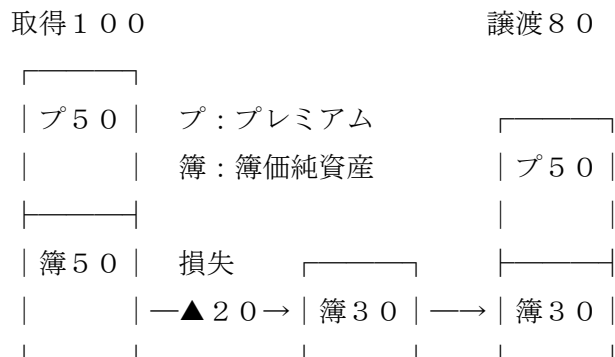 取得１００ 譲渡８０
プ５０ プ：プレミアム
簿：簿価純資産 プ５０
簿５０ 損失
▲２０→ 簿３０ → 簿３０